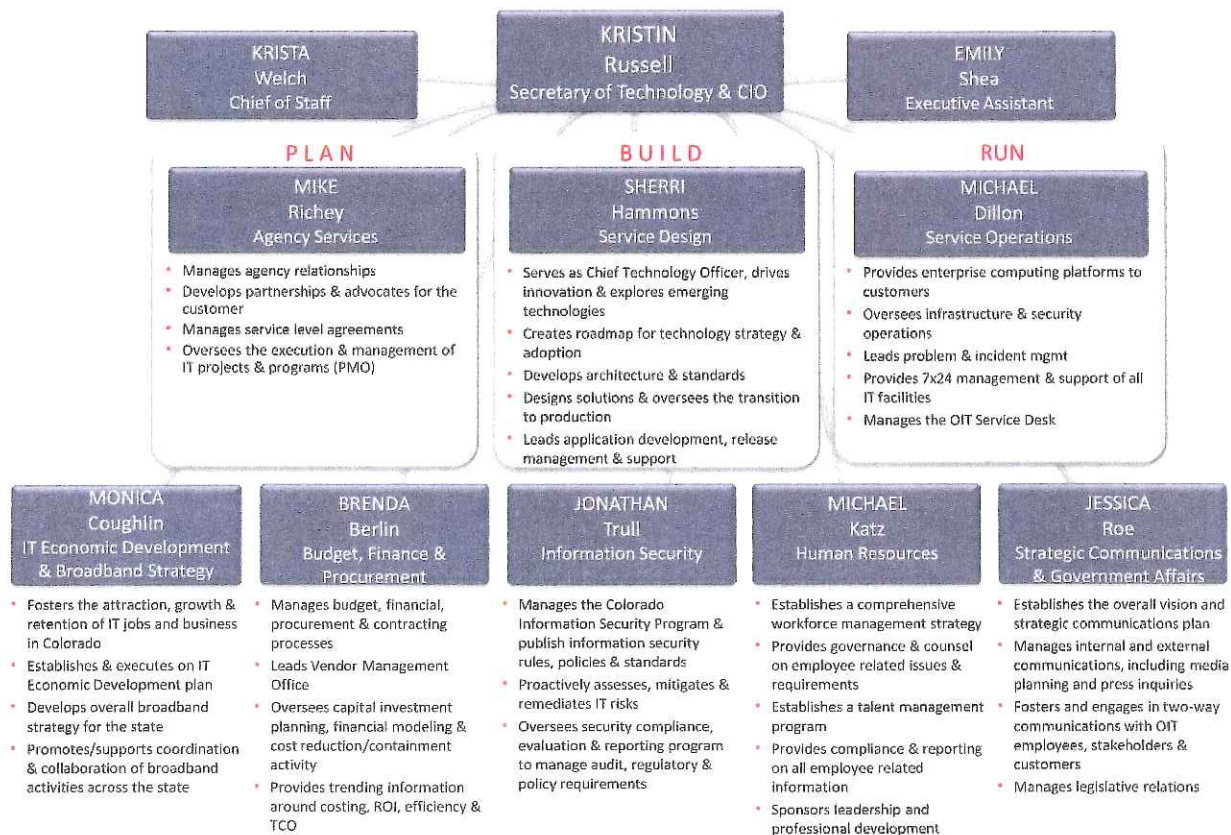 KRISTA
Welch
Chief of Staff
KRISTIN
Russell
Secretary of Technology & CIO
EMILY
Shea
Executive Assistant
PLAN
MIKE
Richey
Agency Services
• Manages agency relationships
• Develops partnerships & advocates for the
customer
• Manages service level agreements
• Oversees the execution & management of
IT projects & programs (PMO)
BUILD
SHERRI
Hammons
Service Design
• Serves as Chief Technology Officer, drives
innovation & explores emerging
technologies
• Creates roadmap for technology strategy &
adoption
• Develops architecture & standards
• Designs solutions & oversees the transition
to production
• Leads application development, release
management & support
RUN
MICHAEL
Dillon
Service Operations
• Provides enterprise computing platforms to
customers
• Oversees infrastructure & security
operations
• Leads problem & incident mgmt
• Provides 7x24 management & support of all
IT facilities
• Manages the OIT Service Desk
MONICA
Coughlin
IT Economic Development
& Broadband Strategy
• Fosters the attraction, growth &
retention of IT jobs and business
in Colorado
• Establishes & executes on IT
Economic Development plan
• Develops overall broadband
strategy for the state
• Promotes/supports coordination
& collaboration of broadband
activities across the state
BRENDA
Berlin
Budget, Finance &
Procurement
• Manages budget, financial,
procurement & contracting
processes
• Leads Vendor Management
Office
• Oversees capital investment
planning, financial modeling &
cost reduction/containment
activity
• Provides trending information
around costing, ROI, efficiency &
TCO
JONATHAN
Trull
Information Security
• Manages the Colorado
Information Security Program &
publish information security
rules, policies & standards
• Proactively assesses, mitigates &
remediates IT risks
• Oversees security compliance,
evaluation & reporting program
to manage audit, regulatory &
policy requirements
MICHAEL
Katz
Human Resources
• Establishes a comprehensive
workforce management strategy
• Provides governance & counsel
on employee related issues &
requirements
• Establishes a talent management
program
• Provides compliance & reporting
on all employee related
information
• Sponsors leadership and
professional development
JESSICA
Roe
Strategic Communications
& Government Affairs
• Establishes the overall vision and
strategic communications plan
• Manages internal and external
communications, including media
planning and press inquiries
• Fosters and engages in two-way
communications with OIT
employees, stakeholders &
customers
• Manages legislative relations